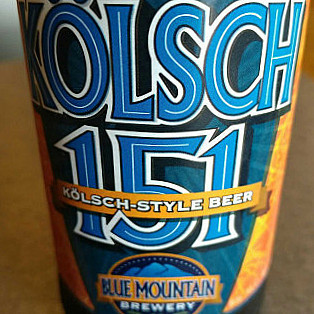 KÖLSCH
151
KÖLSCH-STYLE BEER
BLUE MOUNTAIN
BREWERY